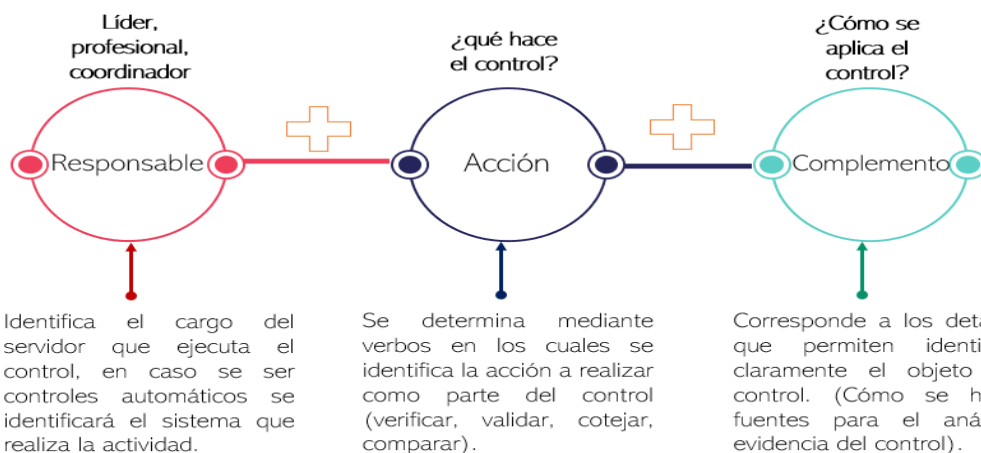 Líder,
profesional,
coordinador
¿qué hace
el control?
¿Cómo se
aplica el
control?
Responsable
Acción
Complemento
Identifica el cargo del
servidor que ejecuta el
control, en caso se ser
controles automáticos se
identificará el sistema que
realiza la actividad.
Se determina mediante
verbos en los cuales se
identifica la acción a realizar
como parte del control
(verificar, validar, cotejar,
comparar).
Corresponde a los
que permiten
claramente el objeto
control. (Cómo se
fuentes para el
evidencia del control).